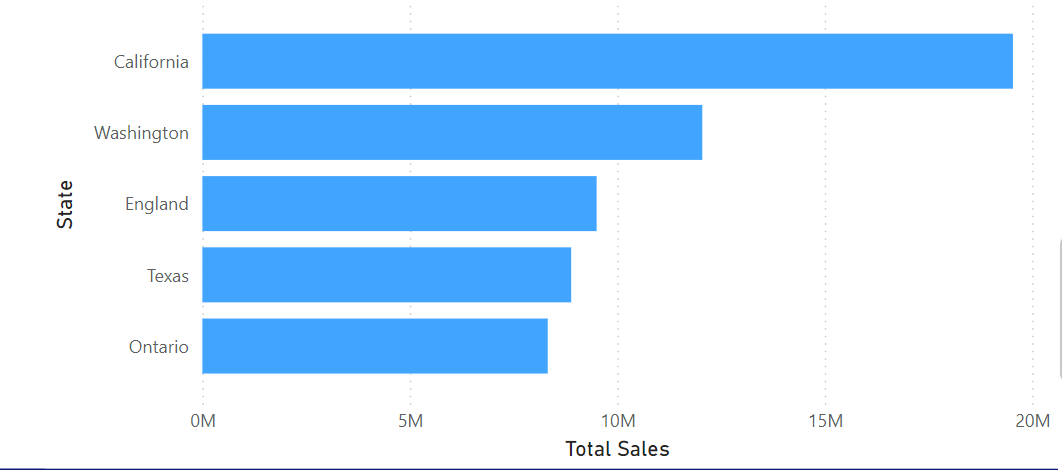 California
Washington
England
Texas
Ontario
State
0M 5M 10M 15M 20M
Total Sales